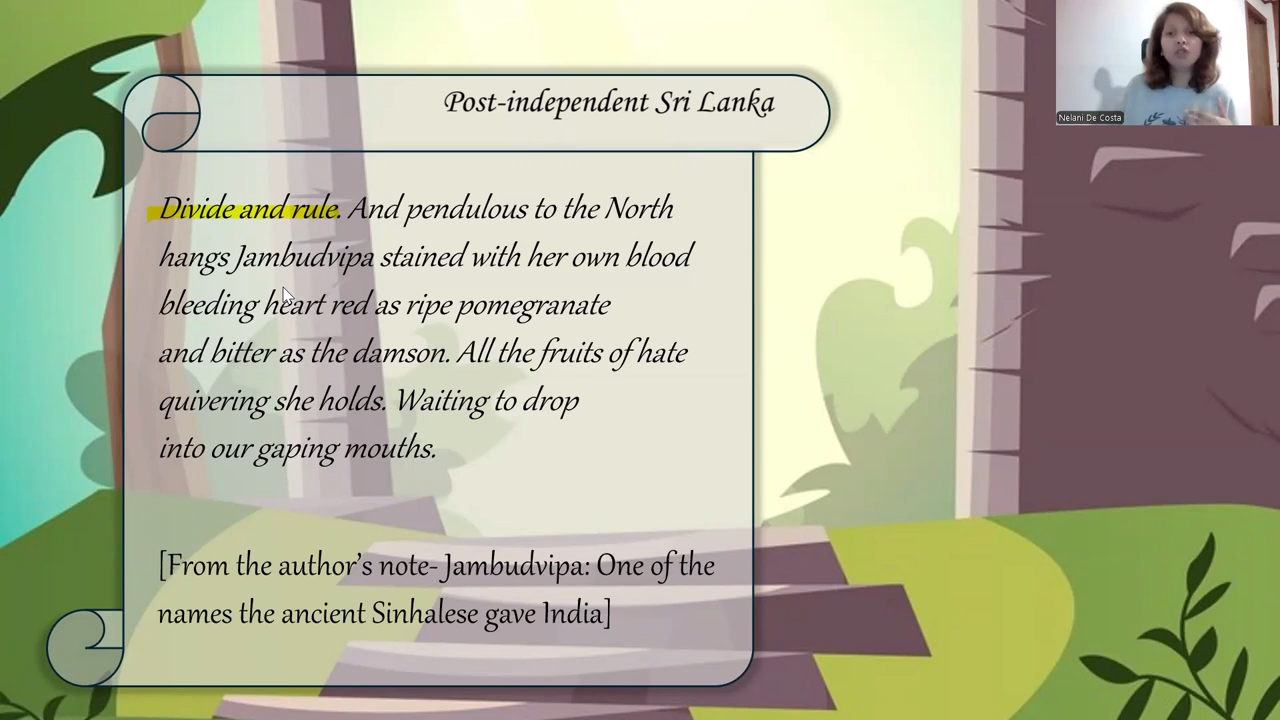 Post-independent Sri Lanka
Nelani De Costa
Divide and rule. And pendulous to the North
hangs Jambudvipa stained with her own blood
bleeding heart red as ripe pomegranate
and bitter as the damson. All the fruits of hate
quivering she holds. Waiting to drop
into our gaping mouths.
[From the author’s note- Jambudvipa: One of the
names the ancient Sinhalese gave India]